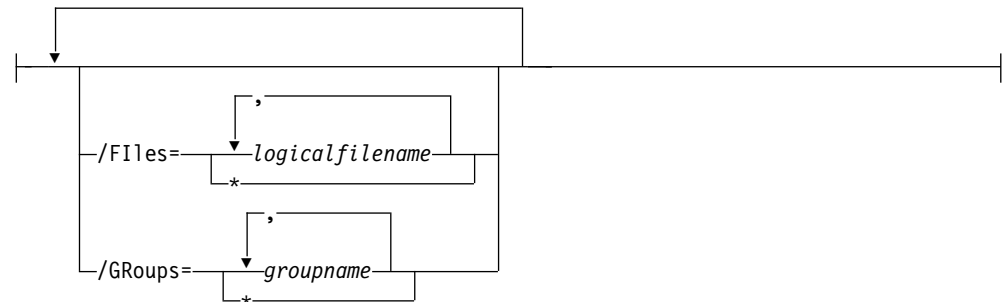 ,
/FIles= logicalfilename
*
,
/GRoups= groupname
*